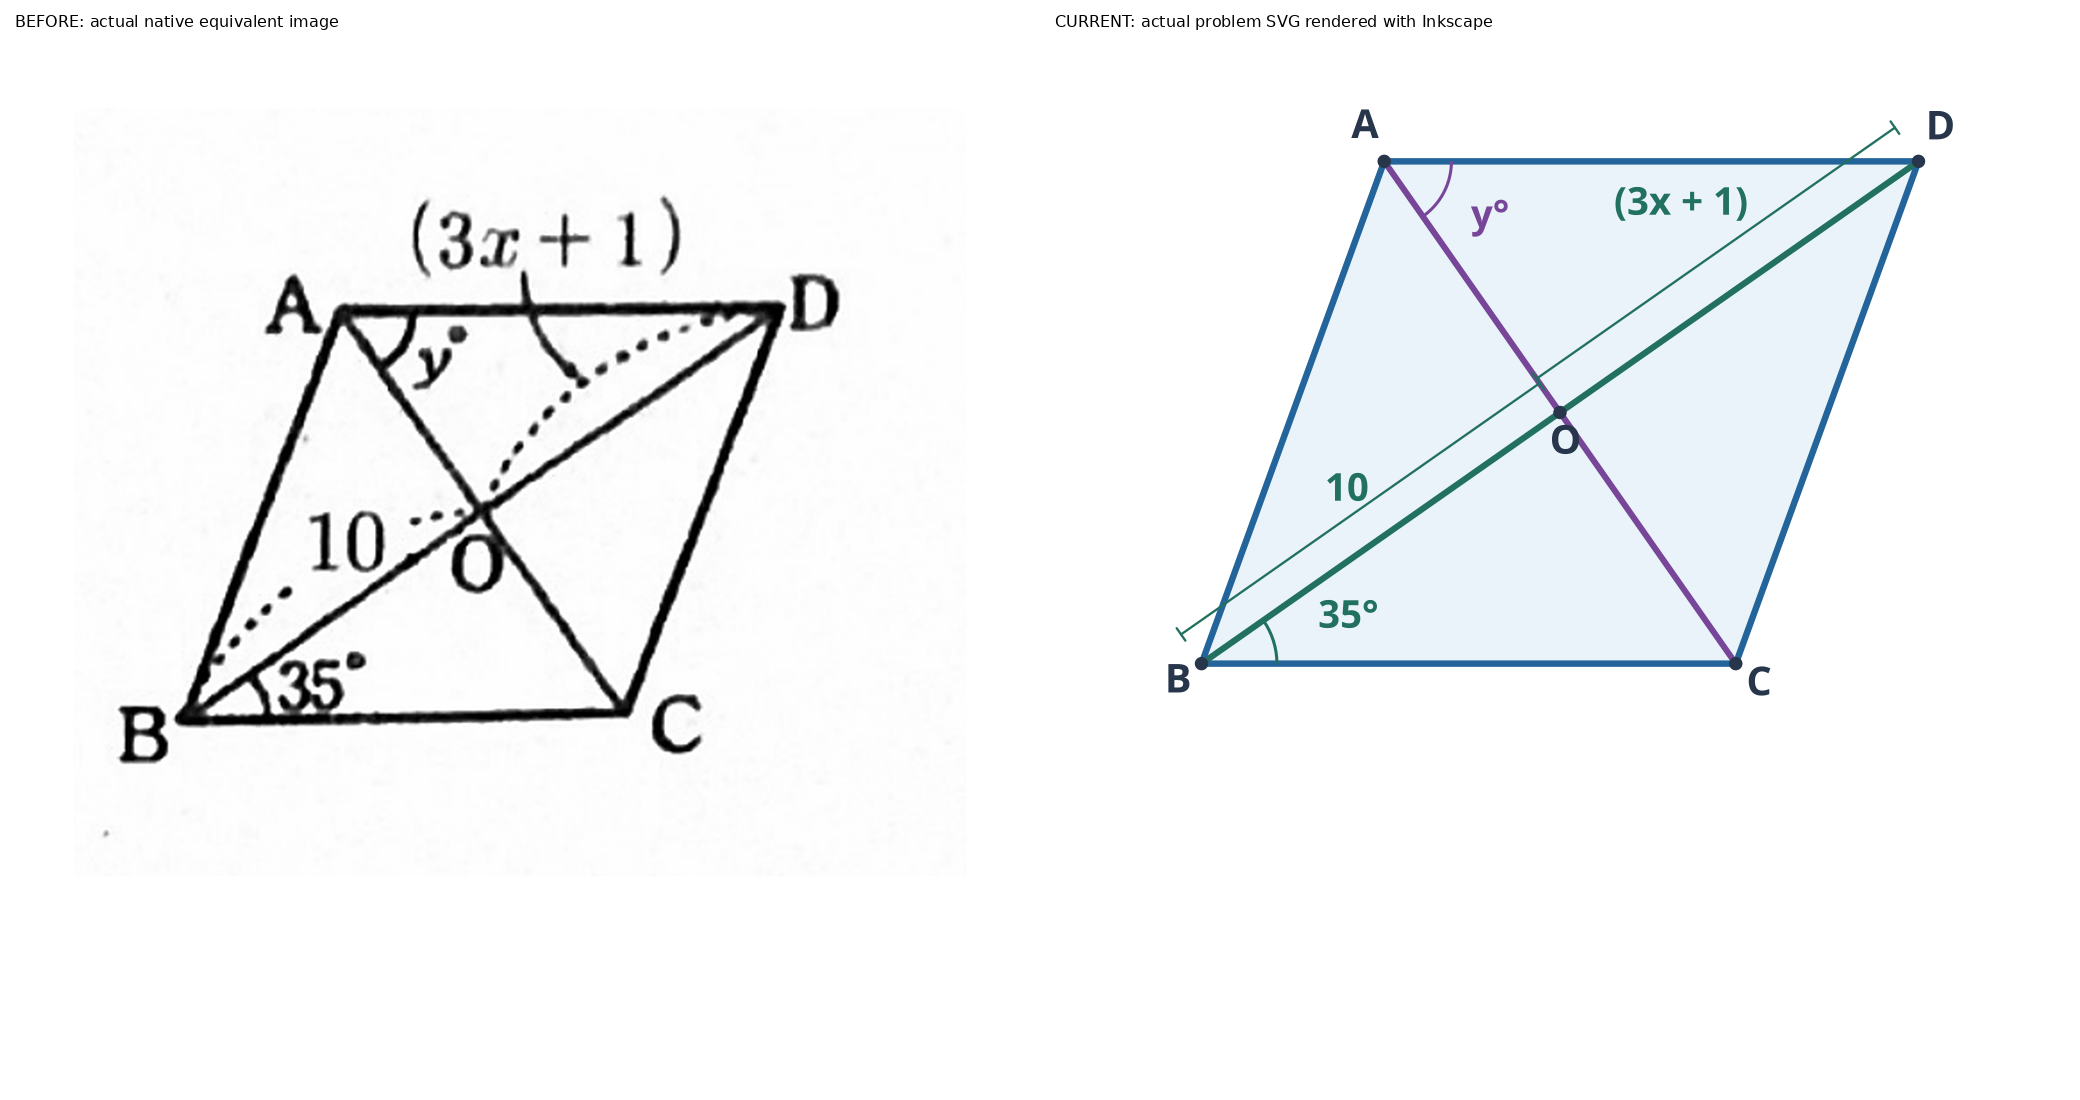 BEFORE: actual native equivalent image
(3x + 1)
A
D
y°
10
O
35°
B
C
CURRENT: actual problem SVG rendered with Inkscape
A
D
(3x + 1)
y°
O
10
35°
B
C